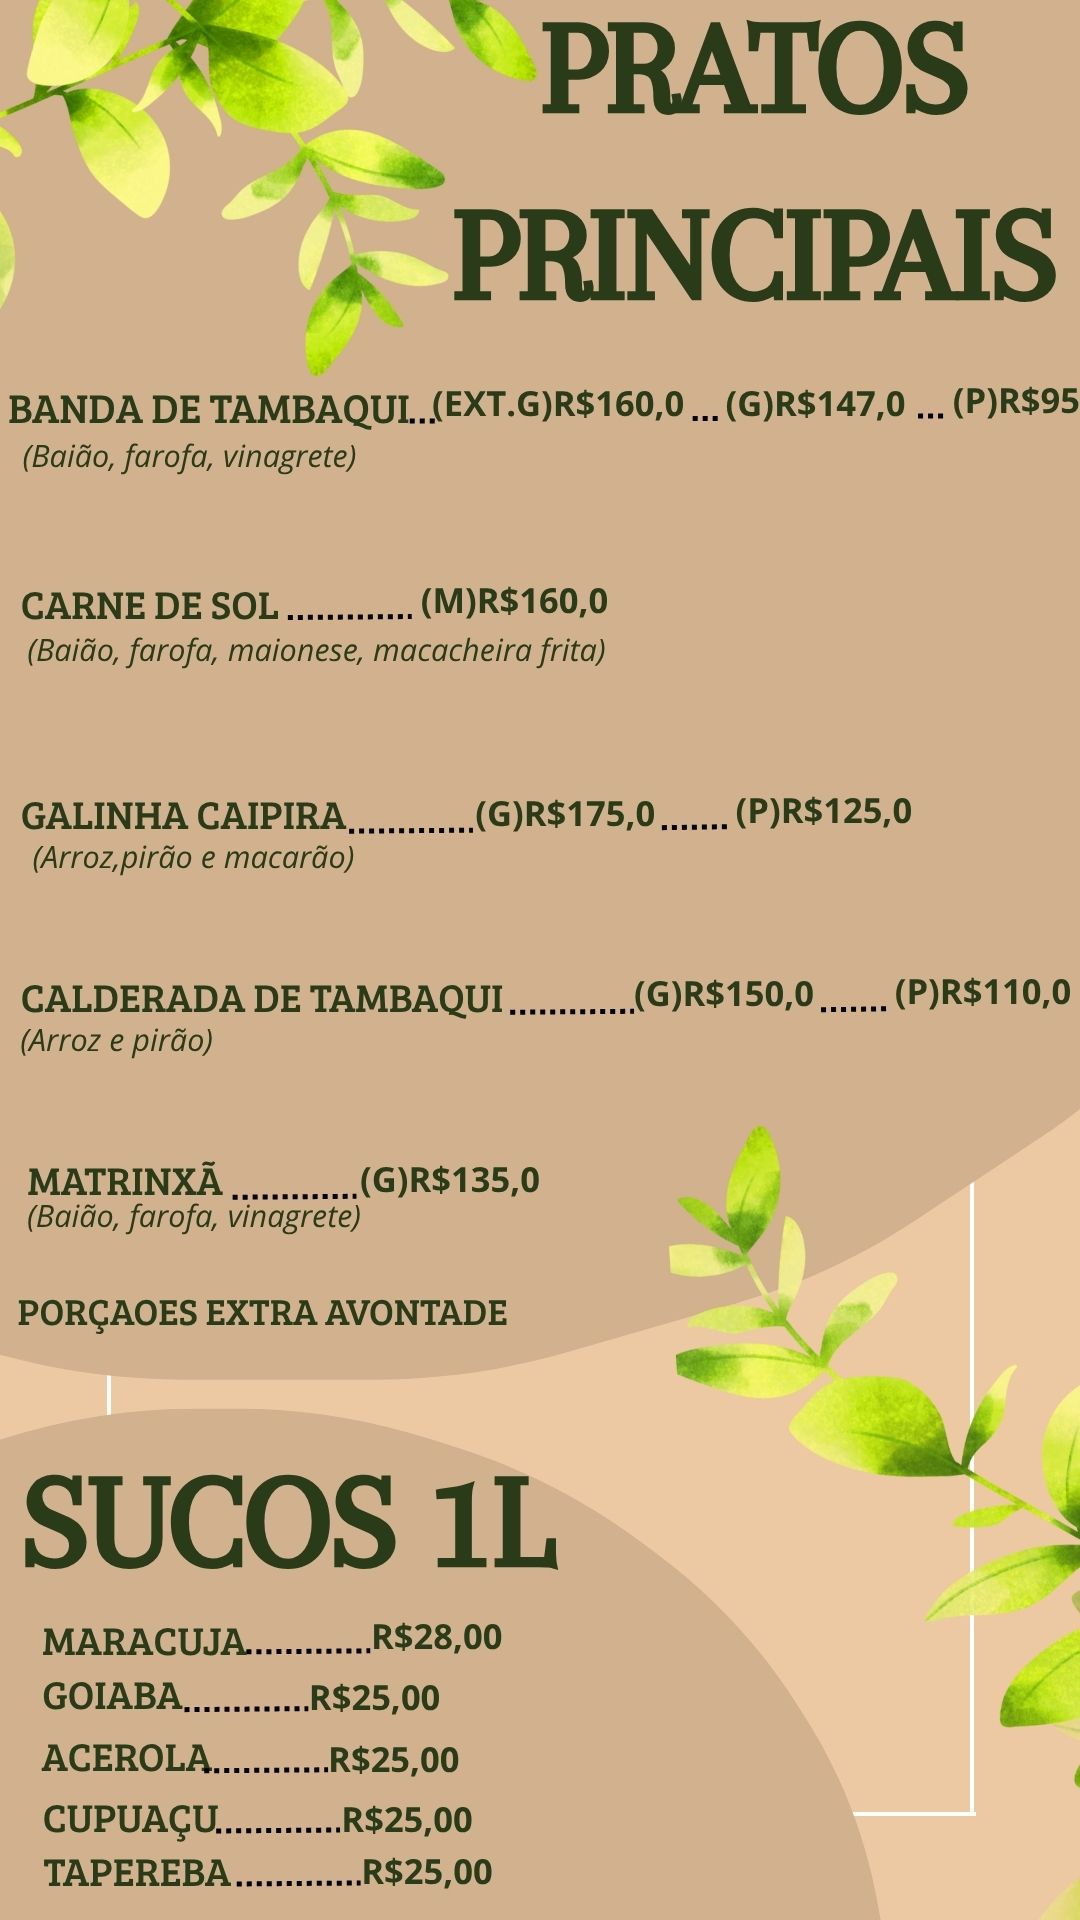 PRATOS
PRINCIPAIS
BANDA DE TAMBAQUI...(EXT.G)R$160,0 ... (G)R$147,0 ... (P)R$95
(Baião, farofa, vinagrete)
CARNE DE SOL ............. (M)R$160,0
(Baião, farofa, maionese, macacheira frita)
GALINHA CAIPIRA.............(G)R$175,0 ....... (P)R$125,0
(Arroz,pirão e macarão)
CALDERADA DE TAMBAQUI .............(G)R$150,0 ....... (P)R$110,0
(Arroz e pirão)
MATRINXÃ .............(G)R$135,0
(Baião, farofa, vinagrete)
PORÇAOES EXTRA AVONTADE
SUCOS 1L
MARACUJA.............R$28,00
GOIABA.............R$25,00
ACEROLA.............R$25,00
CUPUAÇU.............R$25,00
TAPEREBA .............R$25,00